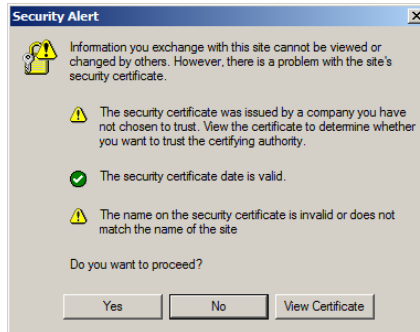 Security Alert
Information you exchange with this site cannot be viewed or
changed by others. However, there is a problem with the site's
security certificate.
The security certificate was issued by a company you have
not chosen to trust. View the certificate to determine whether
you want to trust the certifying authority.
The security certificate date is valid.
The name on the security certificate is invalid or does not
match the name of the site
Do you want to proceed?
Yes
No
View Certificate